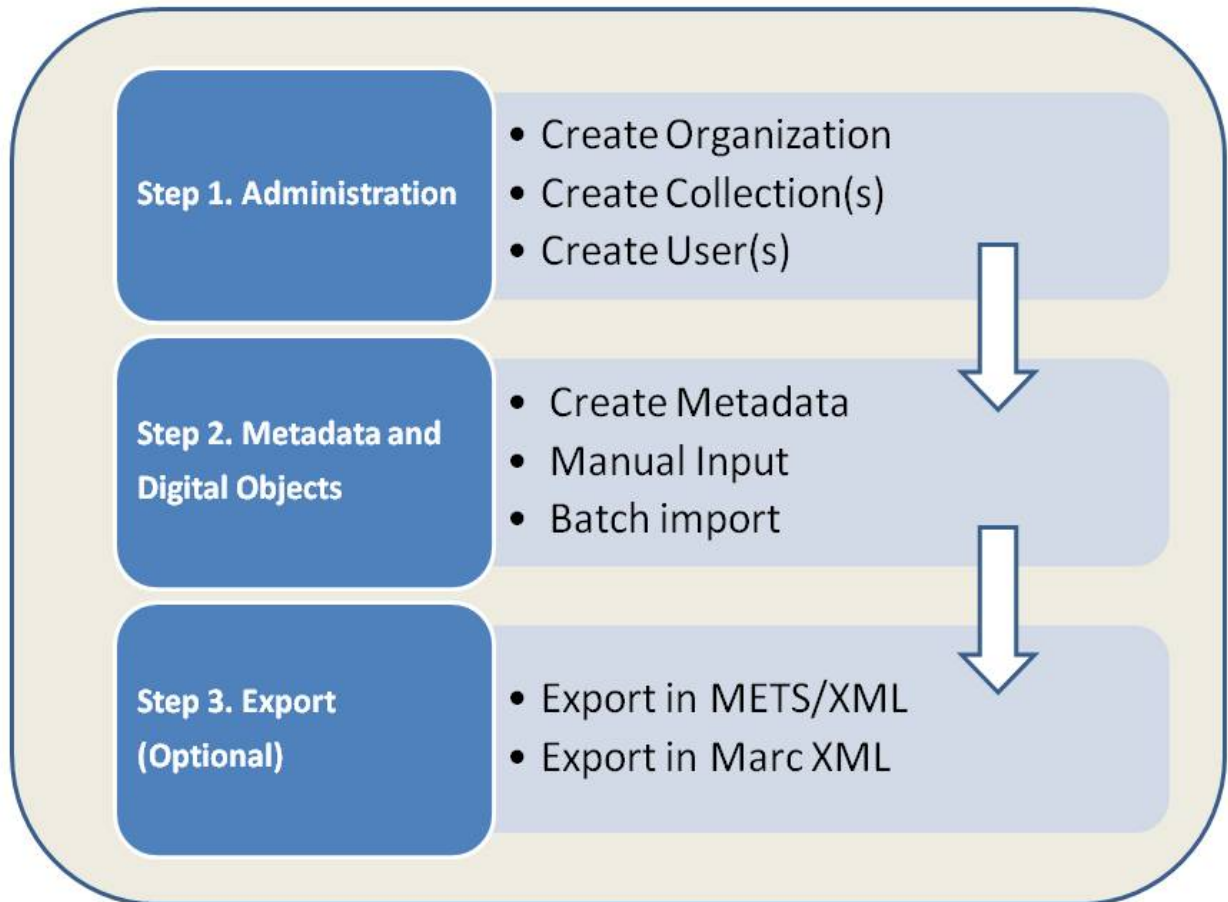 Step 1. Administration
• Create Organization
• Create Collection(s)
• Create User(s)
Step 2. Metadata and
Digital Objects
• Create Metadata
• Manual Input
• Batch import
Step 3. Export
(Optional)
• Export in METS/XML
• Export in Marc XML